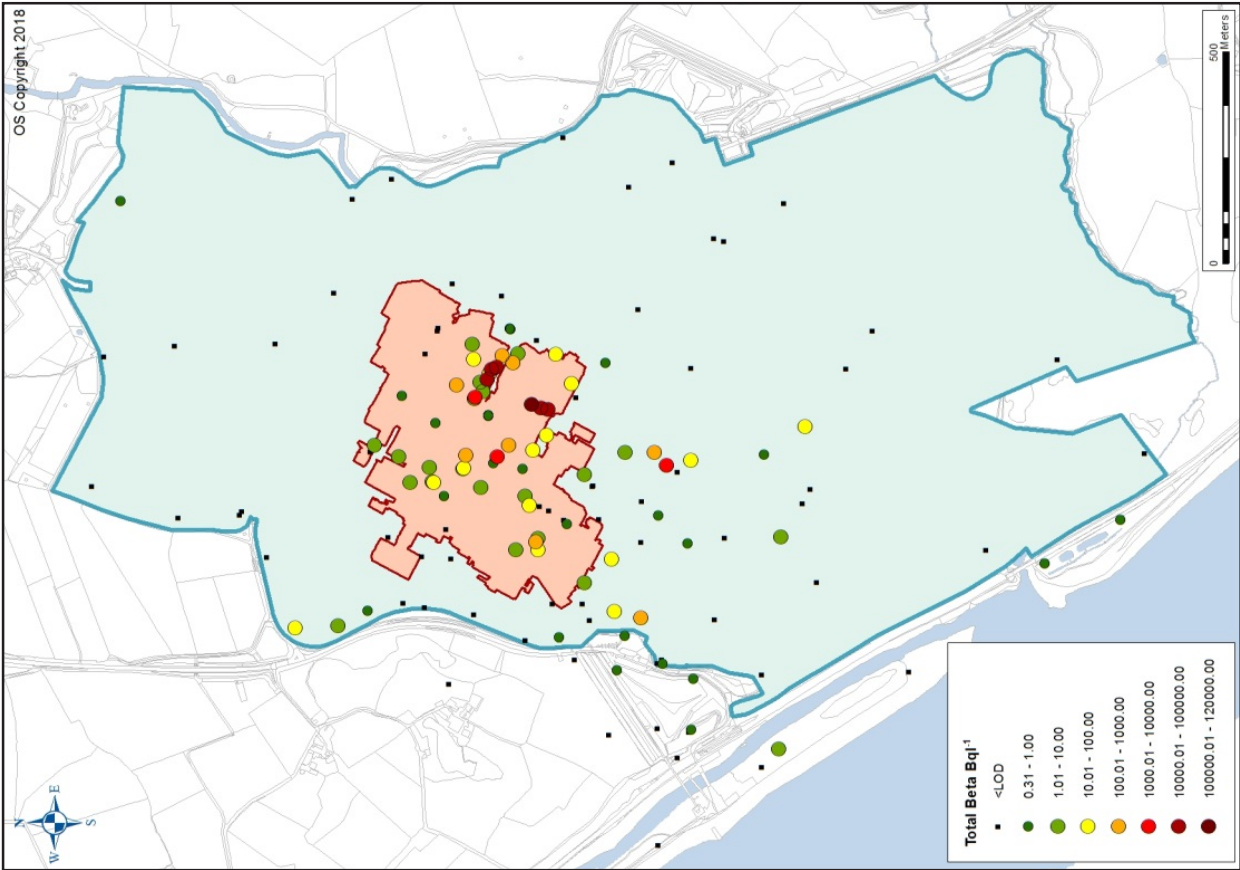 OS Copyright 2018
N
W
E
S
500
0
Meters
Total Beta Bql⁻¹
<LOD
0.31 - 1.00
1.01 - 10.00
10.01 - 100.00
100.01 - 1000.00
1000.01 - 10000.00
10000.01 - 100000.00
100000.01 - 120000.00